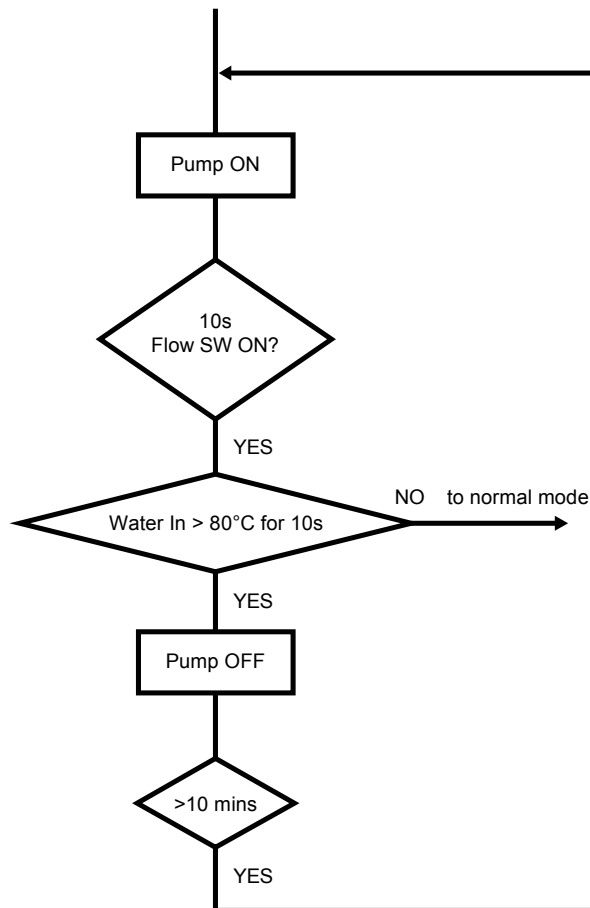 Pump ON
10s
Flow SW ON?
YES
NO to normal mode
Water In > 80°C for 10s
YES
Pump OFF
>10 mins
YES